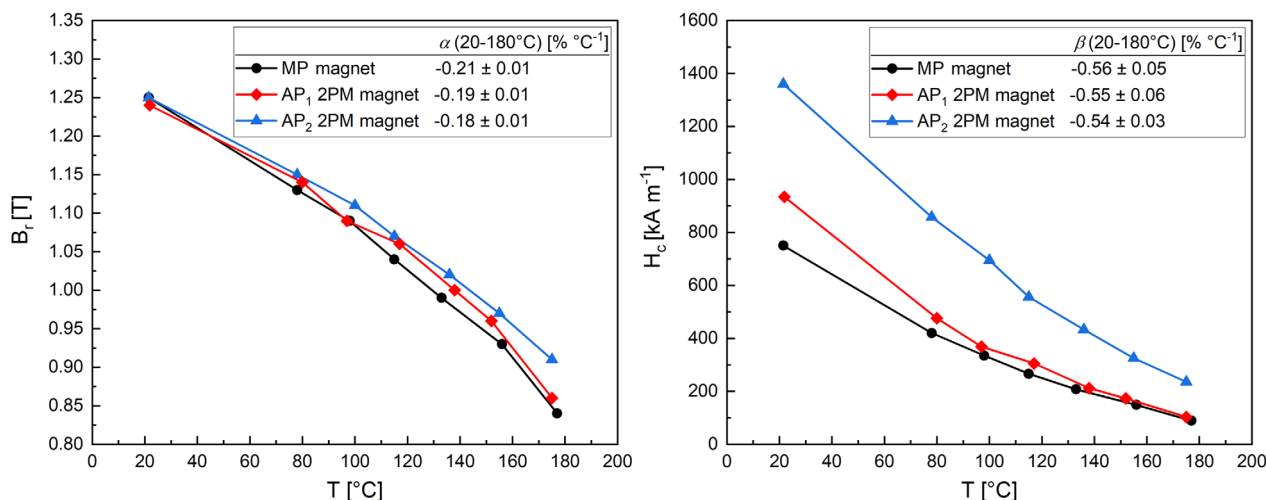 1.35
1.30
1.25
1.20
1.15
1.10
1.05
1.00
0.95
0.90
0.85
0.80
Bᵣ [T]
0 20 40 60 80 100 120 140 160 180 200
T [°C]
α (20-180°C) [% °C⁻¹]
MP magnet -0.21 ± 0.01
AP₁ 2PM magnet -0.19 ± 0.01
AP₂ 2PM magnet -0.18 ± 0.01
1600
1400
1200
1000
800
600
400
200
0
H꜀ [kA m⁻¹]
0 20 40 60 80 100 120 140 160 180 200
T [°C]
β (20-180°C) [% °C⁻¹]
MP magnet -0.56 ± 0.05
AP₁ 2PM magnet -0.55 ± 0.06
AP₂ 2PM magnet -0.54 ± 0.03